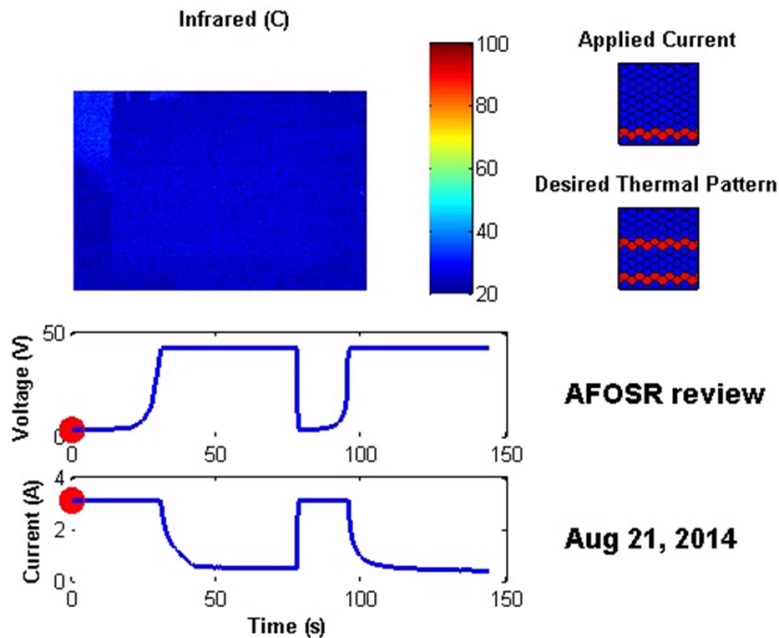 Infrared (C)
100
80
60
40
20
Applied Current
Desired Thermal Pattern
Voltage (V)
50
0
0
50
100
150
AFOSR review
Current (A)
4
2
0
0
50
100
150
Time (s)
Aug 21, 2014